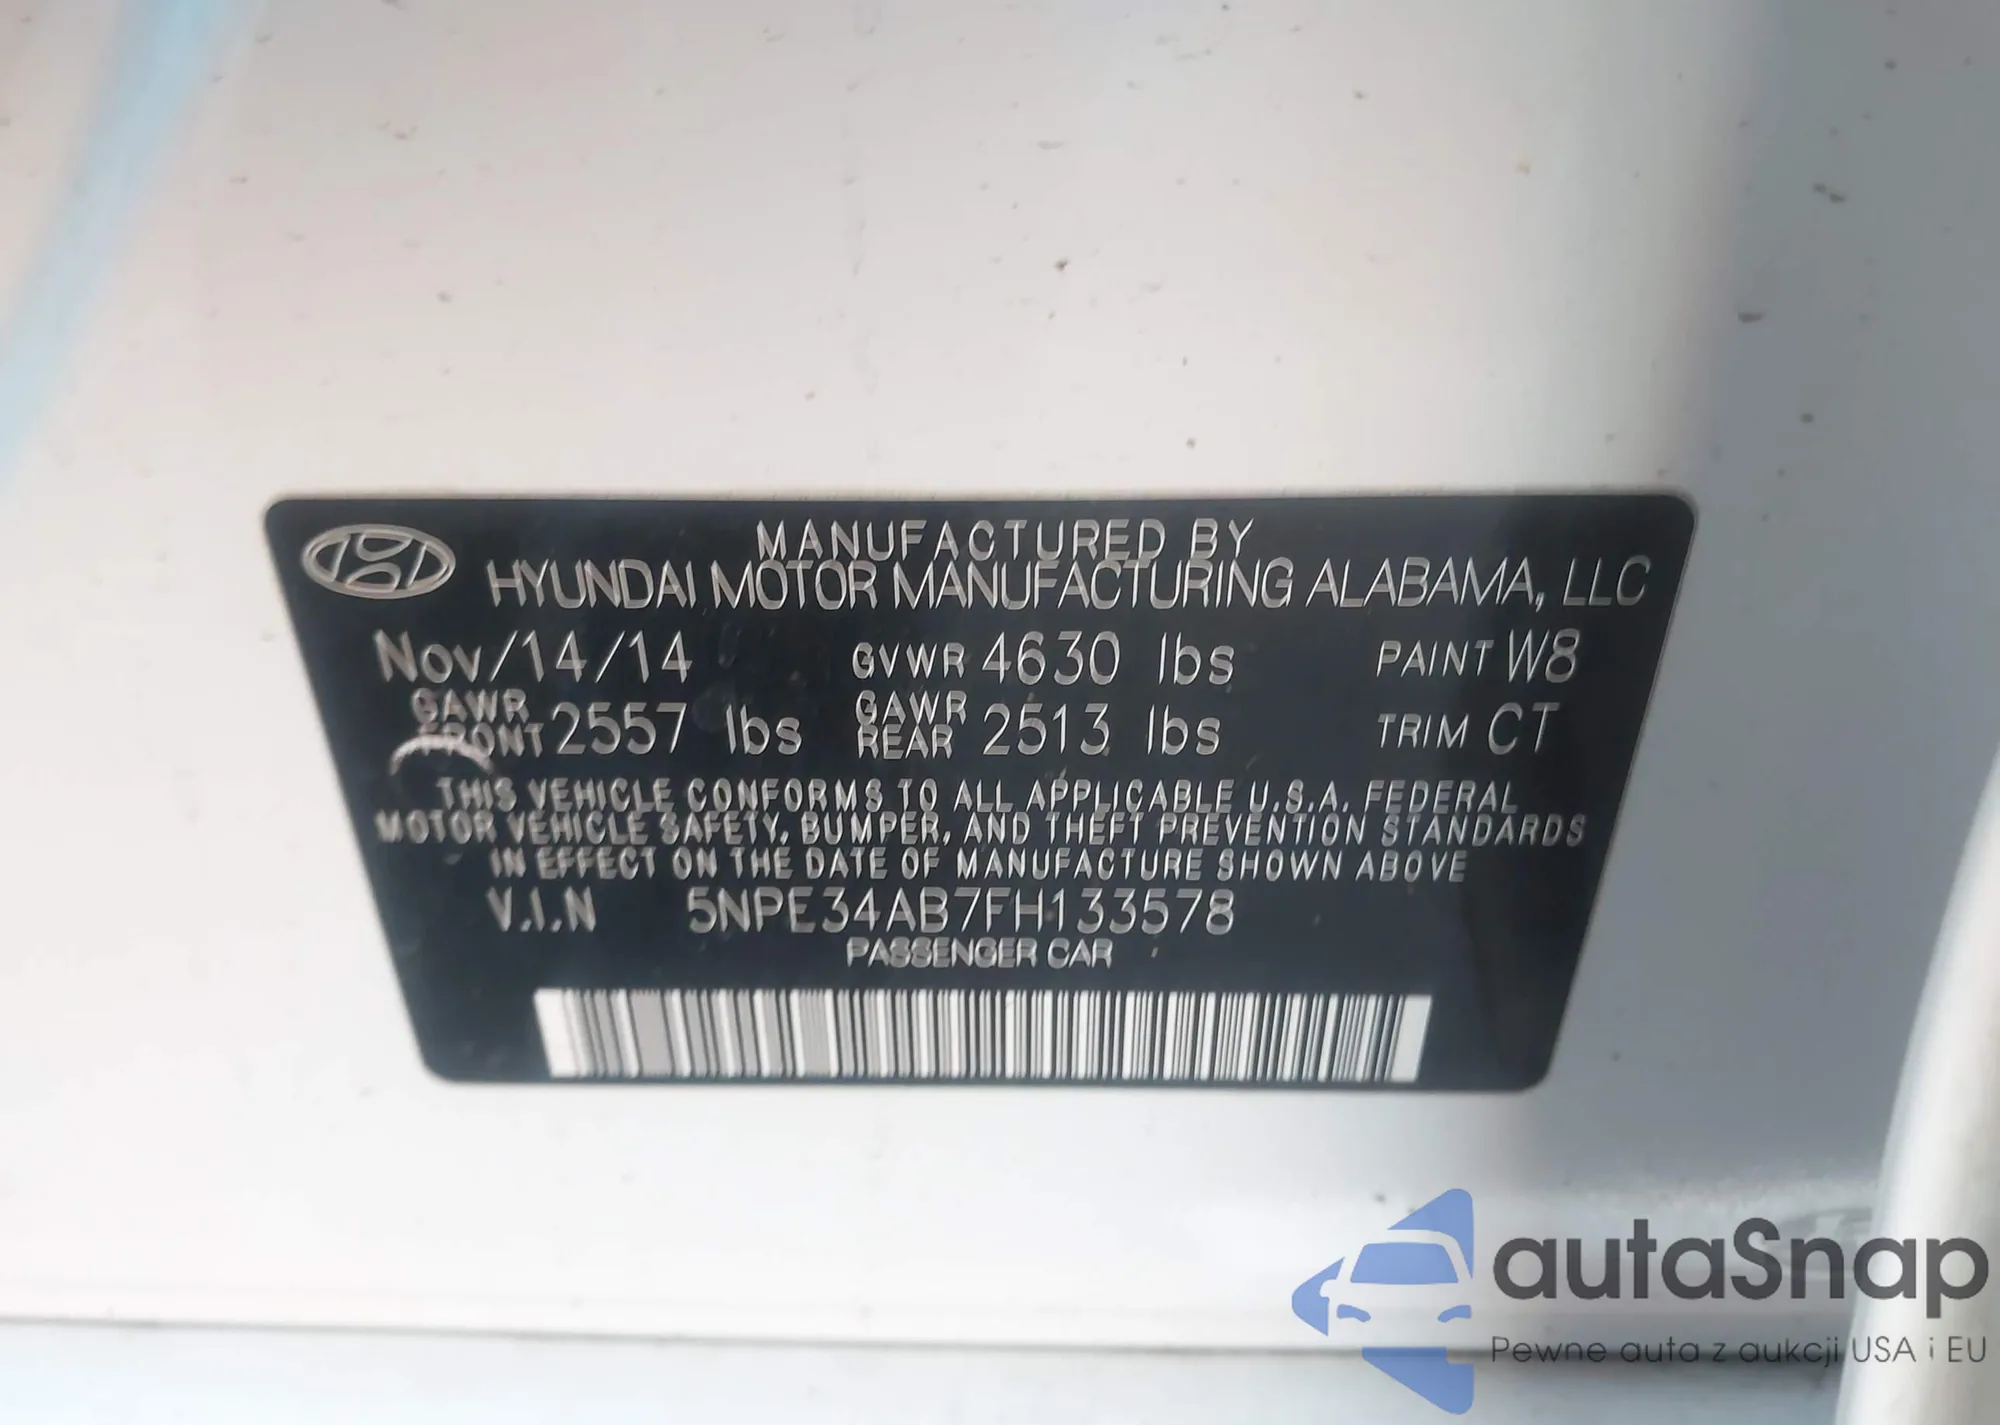 MANUFACTURED BY
HYUNDAI MOTOR MANUFACTURING ALABAMA, LLC
Nov/14/14 GVWR 4630 lbs PAINT W8
GAWR FRONT 2557 lbs GAWR REAR 2513 lbs TRIM CT
THIS VEHICLE CONFORMS TO ALL APPLICABLE U.S.A. FEDERAL
MOTOR VEHICLE SAFETY, BUMPER, AND THEFT PREVENTION STANDARDS
IN EFFECT ON THE DATE OF MANUFACTURE SHOWN ABOVE
V.I.N 5NPE34AB7FH133578
PASSENGER CAR
autaSnap
Pewne auta z aukcji USA i EU